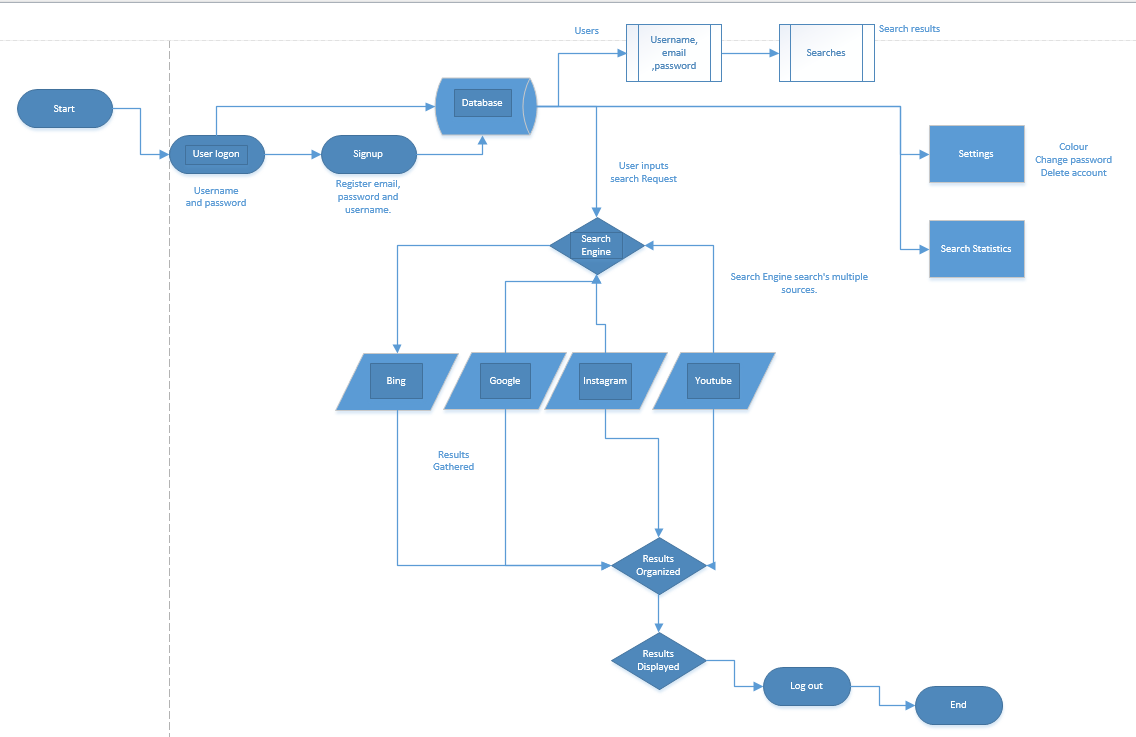 Users
Username,
email
,password
Searches
Search results
Start
Database
User logon
Username
and password
Signup
Register email,
password and
username.
User inputs
search Request
Settings
Colour
Change password
Delete account
Search Statistics
Search
Engine
Search Engine search's multiple
sources.
Bing
Google
Instagram
Youtube
Results
Gathered
Results
Organized
Results
Displayed
Log out
End